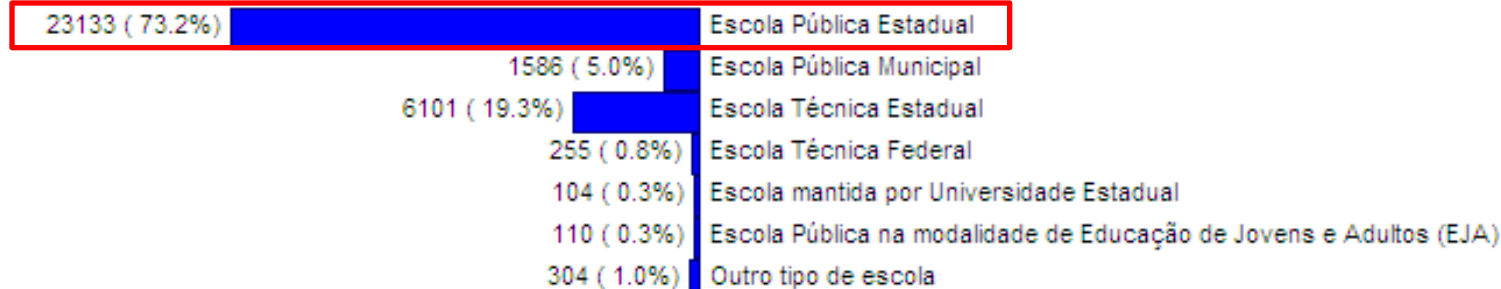 23133 ( 73.2%) Escola Pública Estadual
1586 ( 5.0%) Escola Pública Municipal
6101 ( 19.3%) Escola Técnica Estadual
255 ( 0.8%) Escola Técnica Federal
104 ( 0.3%) Escola mantida por Universidade Estadual
110 ( 0.3%) Escola Pública na modalidade de Educação de Jovens e Adultos (EJA)
304 ( 1.0%) Outro tipo de escola